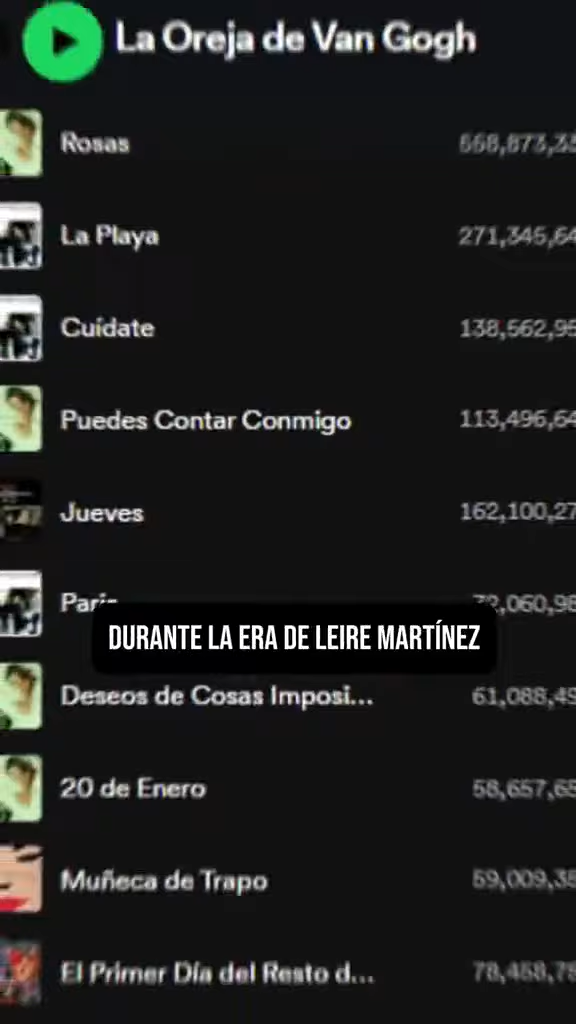 La Oreja de Van Gogh
Rosas
La Playa 271,345,64
Cuídate 138,562,95
Puedes Contar Conmigo 113,496,64
Jueves 162,100,27
París
DURANTE LA ERA DE LEIRE MARTÍNEZ
Deseos de Cosas Imposi... 61,088,49
20 de Enero 58,657,65
Muñeca de Trapo 59,009,38
El Primer Día del Resto d... 78,458,78